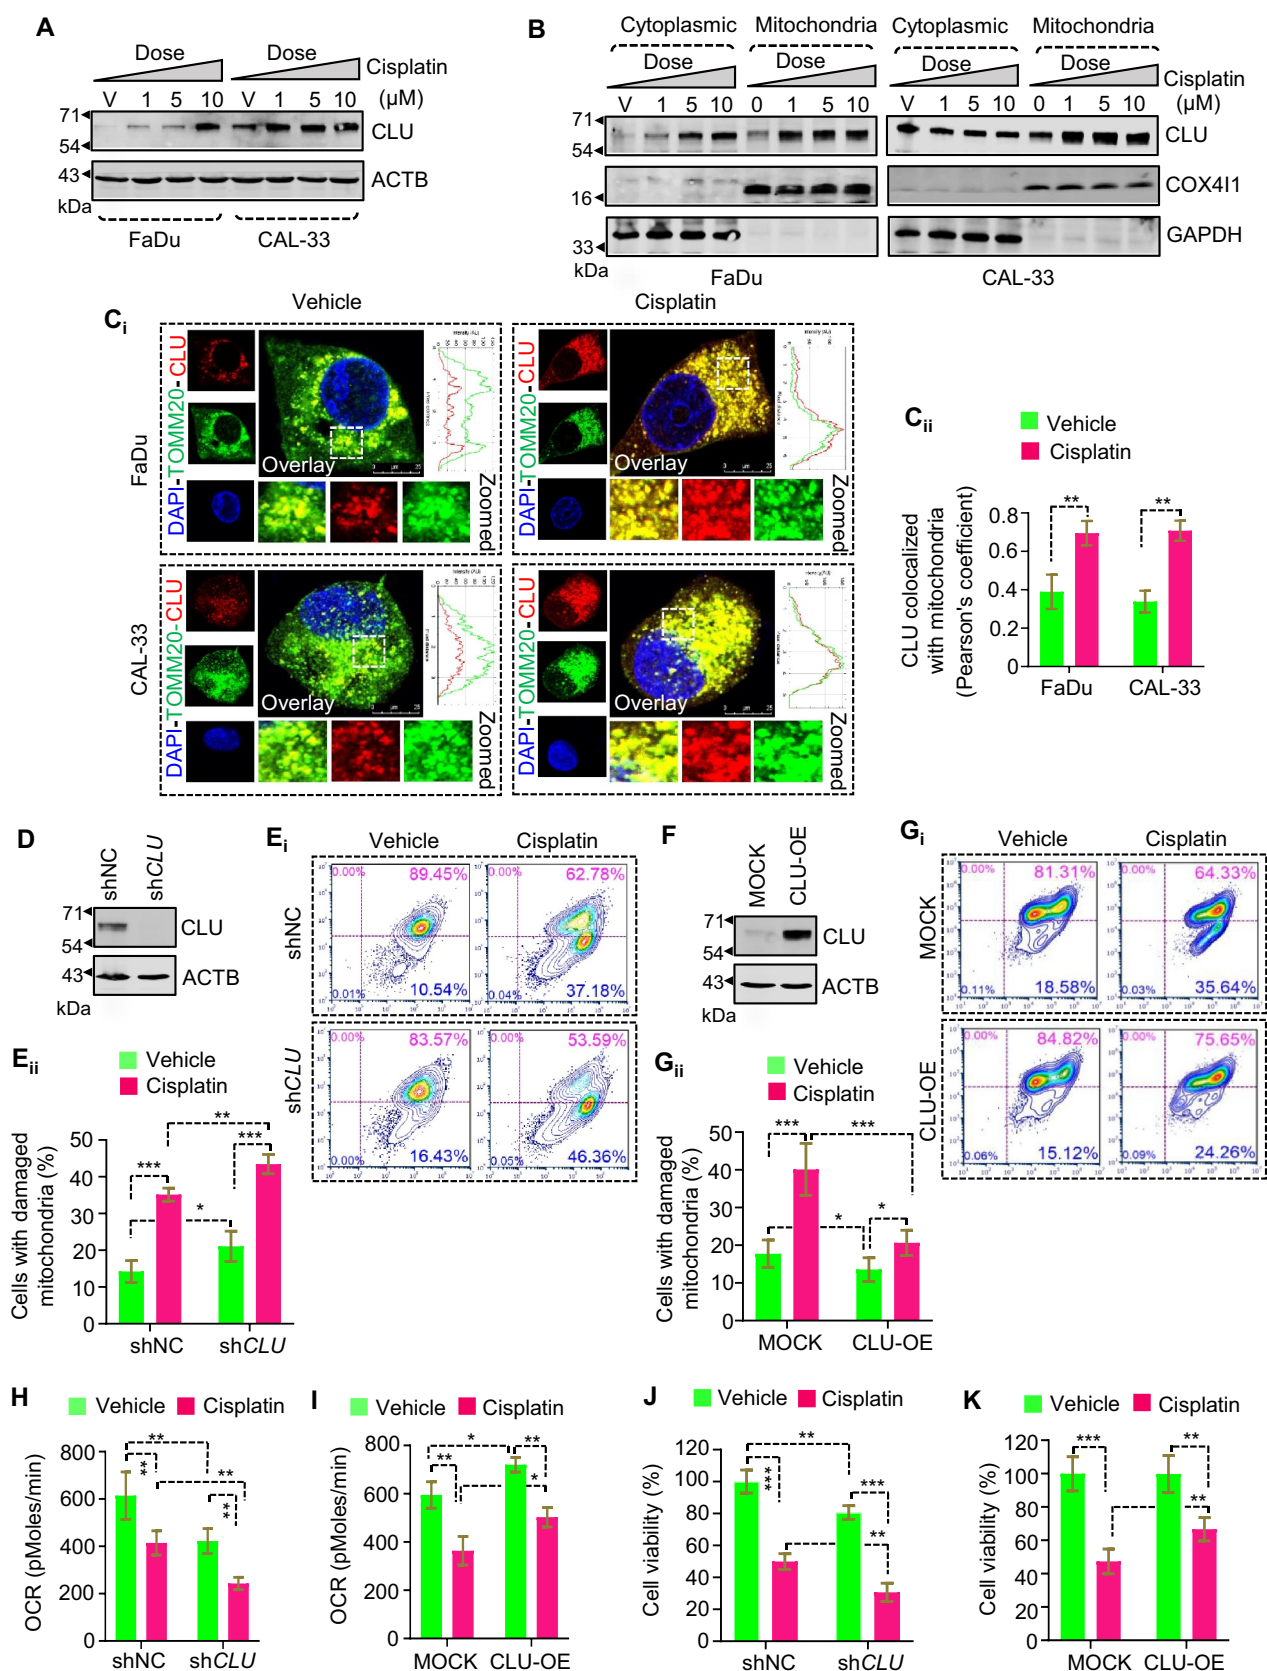 A
Dose
Dose
Cisplatin
(µM)
V 1 5 10 V 1 5 10
71
54
CLU
43
ACTB
kDa
FaDu
CAL-33
B
Cytoplasmic
Mitochondria
Cytoplasmic
Mitochondria
Dose
Dose
Dose
Dose
Cisplatin
(µM)
V 1 5 10 0 1 5 10 V 1 5 10 0 1 5 10
71
54
CLU
16
COX4I1
33
GAPDH
kDa
FaDu
CAL-33
Ci
Vehicle
Cisplatin
FaDu
DAPI-TOMM20-CLU
Overlay
Zoomed
DAPI-TOMM20-CLU
Overlay
Zoomed
CAL-33
DAPI-TOMM20-CLU
Overlay
Zoomed
DAPI-TOMM20-CLU
Overlay
Zoomed
Cii
Vehicle
Cisplatin
CLU colocalized
with mitochondria
(Pearson's coefficient)
0.8
0.6
0.4
0.2
0
**
**
FaDu
CAL-33
D
shNC
shCLU
71
54
CLU
43
ACTB
kDa
Ei
Vehicle
Cisplatin
shNC
0.00%
89.45%
0.01%
10.54%
0.00%
62.78%
0.04%
37.18%
shCLU
0.00%
83.57%
0.00%
16.43%
0.00%
53.59%
0.05%
46.36%
Eii
Vehicle
Cisplatin
Cells with damaged
mitochondria (%)
50
40
30
20
10
0
***
*
**
***
shNC
shCLU
F
MOCK
CLU-OE
71
54
CLU
43
ACTB
kDa
Gi
Vehicle
Cisplatin
MOCK
0.00%
81.31%
0.11%
18.58%
0.00%
64.33%
0.03%
35.64%
CLU-OE
0.00%
84.82%
0.06%
15.12%
0.00%
75.65%
0.09%
24.26%
Gii
Vehicle
Cisplatin
Cells with damaged
mitochondria (%)
50
40
30
20
10
0
***
***
*
*
MOCK
CLU-OE
H
Vehicle
Cisplatin
OCR (pMoles/min)
800
600
400
200
0
**
**
**
**
shNC
shCLU
I
Vehicle
Cisplatin
OCR (pMoles/min)
800
600
400
200
0
*
**
**
*
MOCK
CLU-OE
J
Vehicle
Cisplatin
Cell viability (%)
120
100
80
60
40
20
0
**
***
***
**
shNC
shCLU
K
Vehicle
Cisplatin
Cell viability (%)
120
100
80
60
40
20
0
***
**
**
MOCK
CLU-OE